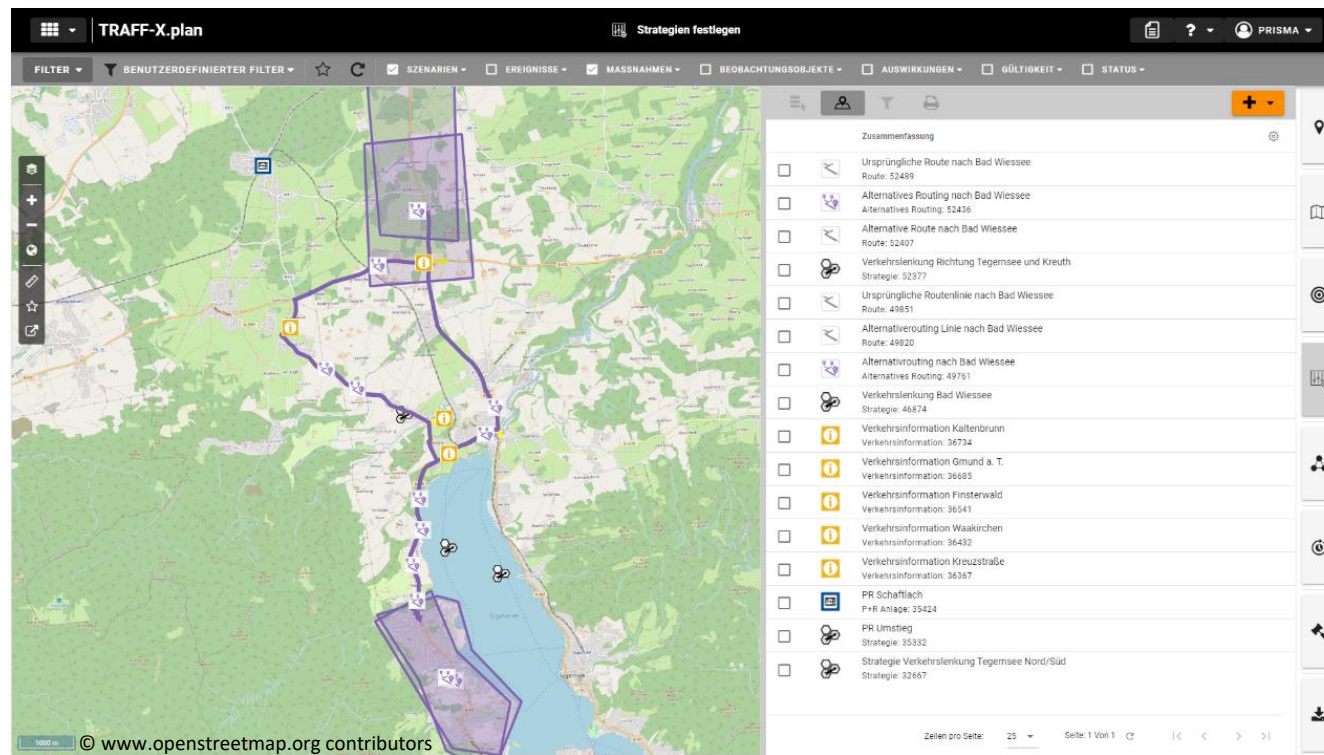 TRAFF-X.plan
Strategien festlegen
?
PRISMA
FILTER
BENUTZERDEFINIERTER FILTER
SZENARIEN
EREIGNISSE
MASSNAHMEN
BEOBACHTUNGSOBJEKTE
AUSWIRKUNGEN
GÜLTIGKEIT
STATUS
Zusammenfassung
Ursprüngliche Route nach Bad Wiessee
Route: 52489
Alternatives Routing nach Bad Wiessee
Alternatives Routing: 52436
Alternative Route nach Bad Wiessee
Route: 52407
Verkehrslenkung Richtung Tegernsee und Kreuth
Strategie: 52377
Ursprüngliche Routenlinie nach Bad Wiessee
Route: 49851
Alternativerouting Linie nach Bad Wiessee
Route: 49820
Alternativrouting nach Bad Wiessee
Alternatives Routing: 49761
Verkehrslenkung Bad Wiessee
Strategie: 46874
Verkehrsinformation Kaltenbrunn
Verkehrsinformation: 36734
Verkehrsinformation Gmund a. T.
Verkehrsinformation: 36685
Verkehrsinformation Finsterwald
Verkehrsinformation: 36541
Verkehrsinformation Waakirchen
Verkehrsinformation: 36432
Verkehrsinformation Kreuzstraße
Verkehrsinformation: 36367
PR Schaftlach
P+R Anlage: 35424
PR Umstieg
Strategie: 35332
Strategie Verkehrslenkung Tegernsee Nord/Süd
Strategie: 32667
Zeilen pro Seite: 25
Seite: 1 Von 1
1000 m
© www.openstreetmap.org contributors